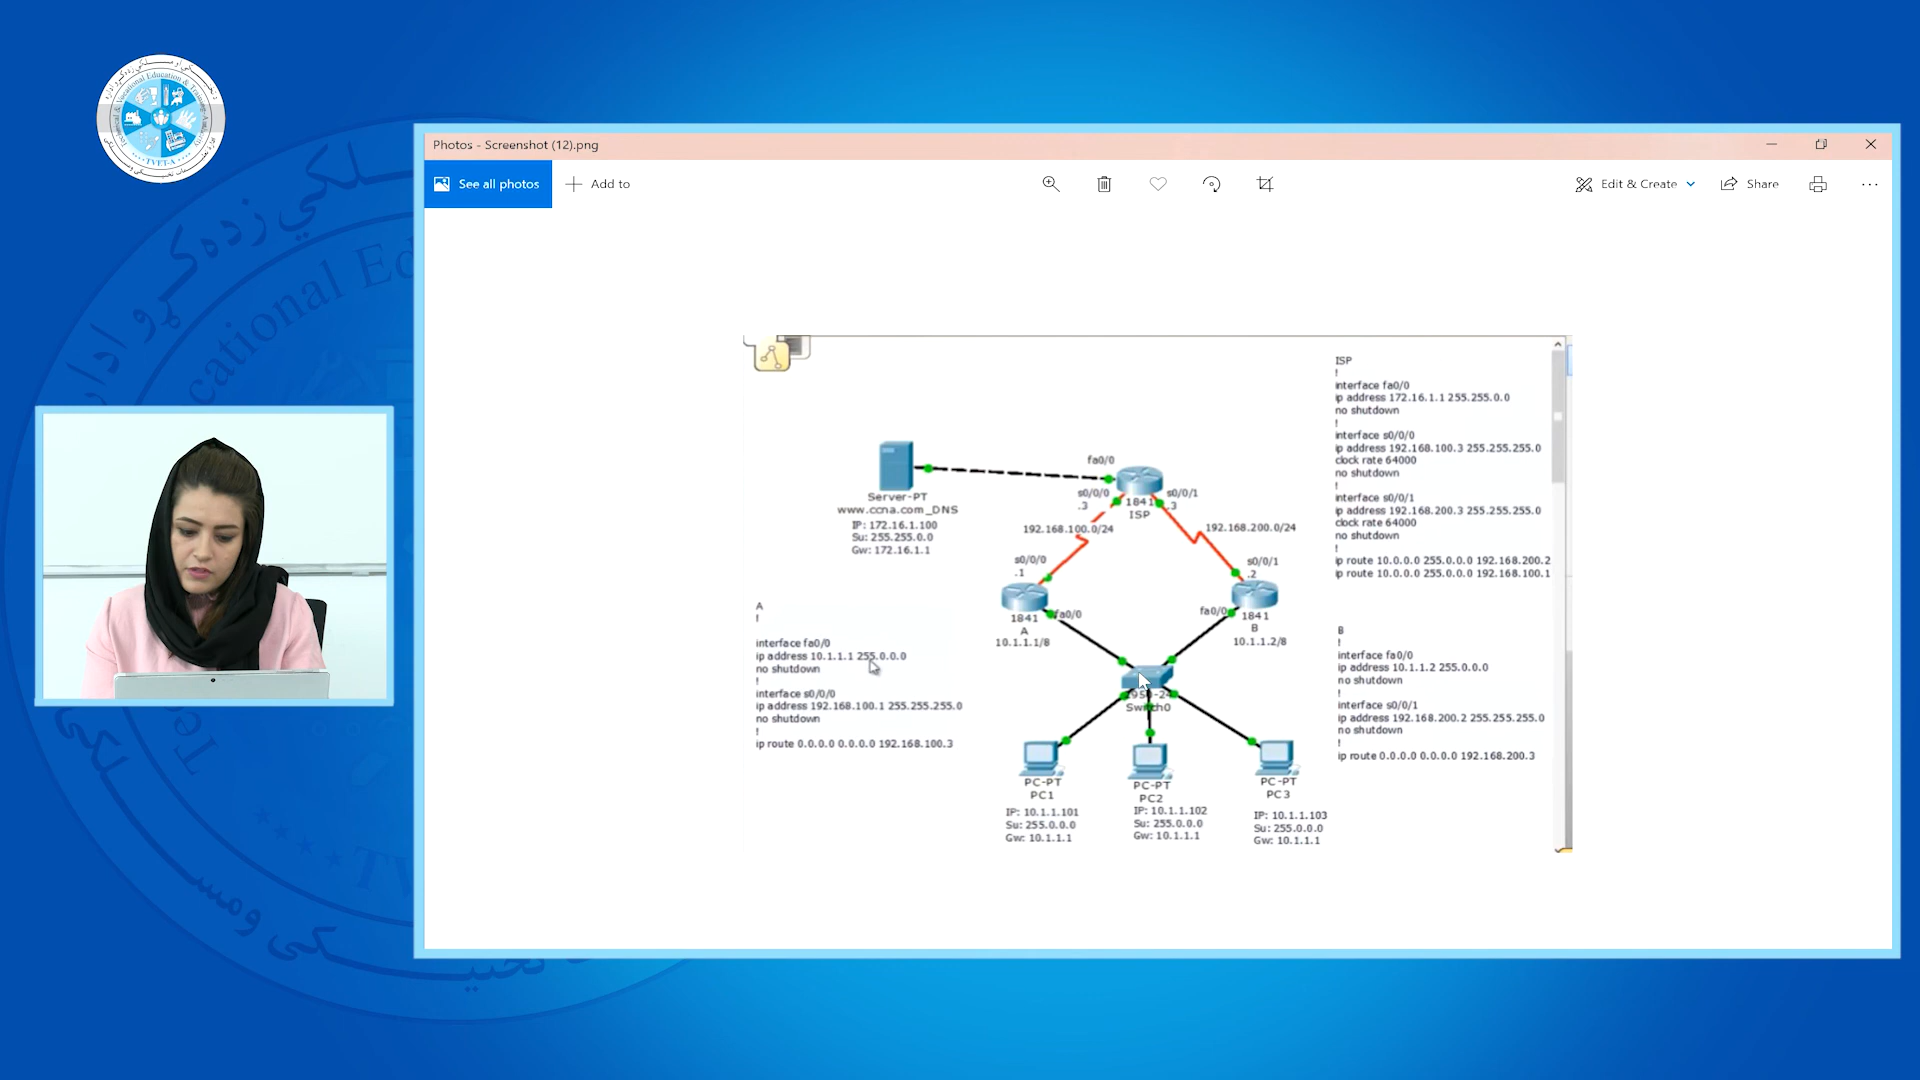 Technical & Vocational Education & Training Authority
TVET-A
Photos - Screenshot (12).png
See all photos
Add to
Edit & Create
Share
ISP
!
interface fa0/0
ip address 172.16.1.1 255.255.0.0
no shutdown
!
interface s0/0/0
ip address 192.168.100.3 255.255.255.0
clock rate 64000
no shutdown
!
interface s0/0/1
ip address 192.168.200.3 255.255.255.0
clock rate 64000
no shutdown
!
ip route 10.0.0.0 255.0.0.0 192.168.200.2
ip route 10.0.0.0 255.0.0.0 192.168.100.1
Server-PT
www.ccna.com_DNS
IP: 172.16.1.100
Su: 255.255.0.0
Gw: 172.16.1.1
fa0/0
s0/0/0
.3
s0/0/1
.3
1841
ISP
192.168.100.0/24
192.168.200.0/24
s0/0/0
.1
s0/0/1
.2
fa0/0
fa0/0
1841
A
10.1.1.1/8
1841
B
10.1.1.2/8
A
!
interface fa0/0
ip address 10.1.1.1 255.0.0.0
no shutdown
!
interface s0/0/0
ip address 192.168.100.1 255.255.255.0
no shutdown
!
ip route 0.0.0.0 0.0.0.0 192.168.100.3
B
!
interface fa0/0
ip address 10.1.1.2 255.0.0.0
no shutdown
!
interface s0/0/1
ip address 192.168.200.2 255.255.255.0
no shutdown
!
ip route 0.0.0.0 0.0.0.0 192.168.200.3
2950-24
Switch0
PC-PT
PC1
IP: 10.1.1.101
Su: 255.0.0.0
Gw: 10.1.1.1
PC-PT
PC2
IP: 10.1.1.102
Su: 255.0.0.0
Gw: 10.1.1.1
PC-PT
PC3
IP: 10.1.1.103
Su: 255.0.0.0
Gw: 10.1.1.1